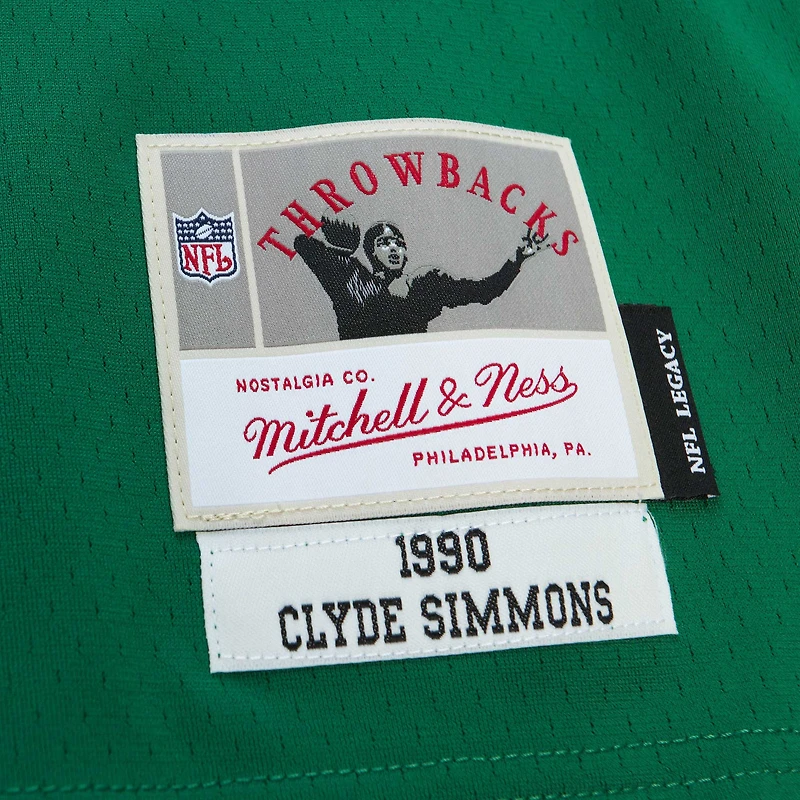 THROWBACKS
NFL
NOSTALGIA CO.
Mitchell & Ness
PHILADELPHIA, PA.
NFL LEGACY
1990
CLYDE SIMMONS